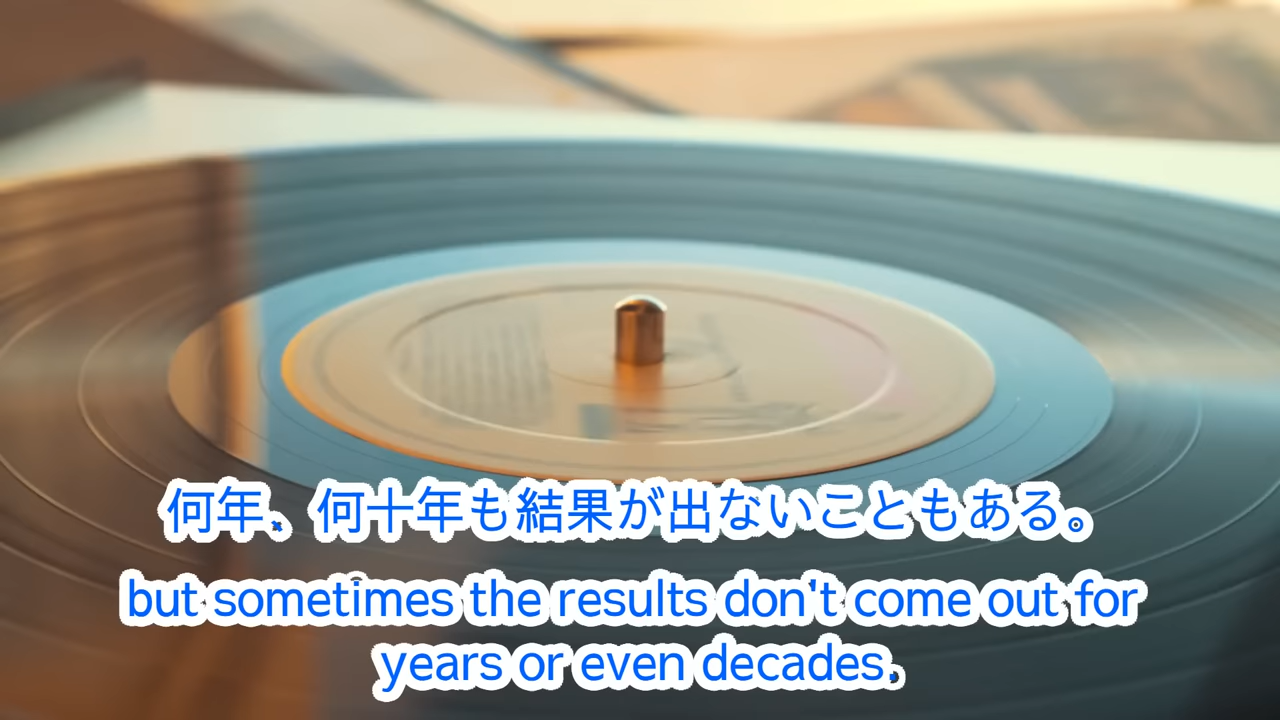 何年、何十年も結果が出ないこともある。
but sometimes the results don't come out for
years or even decades.